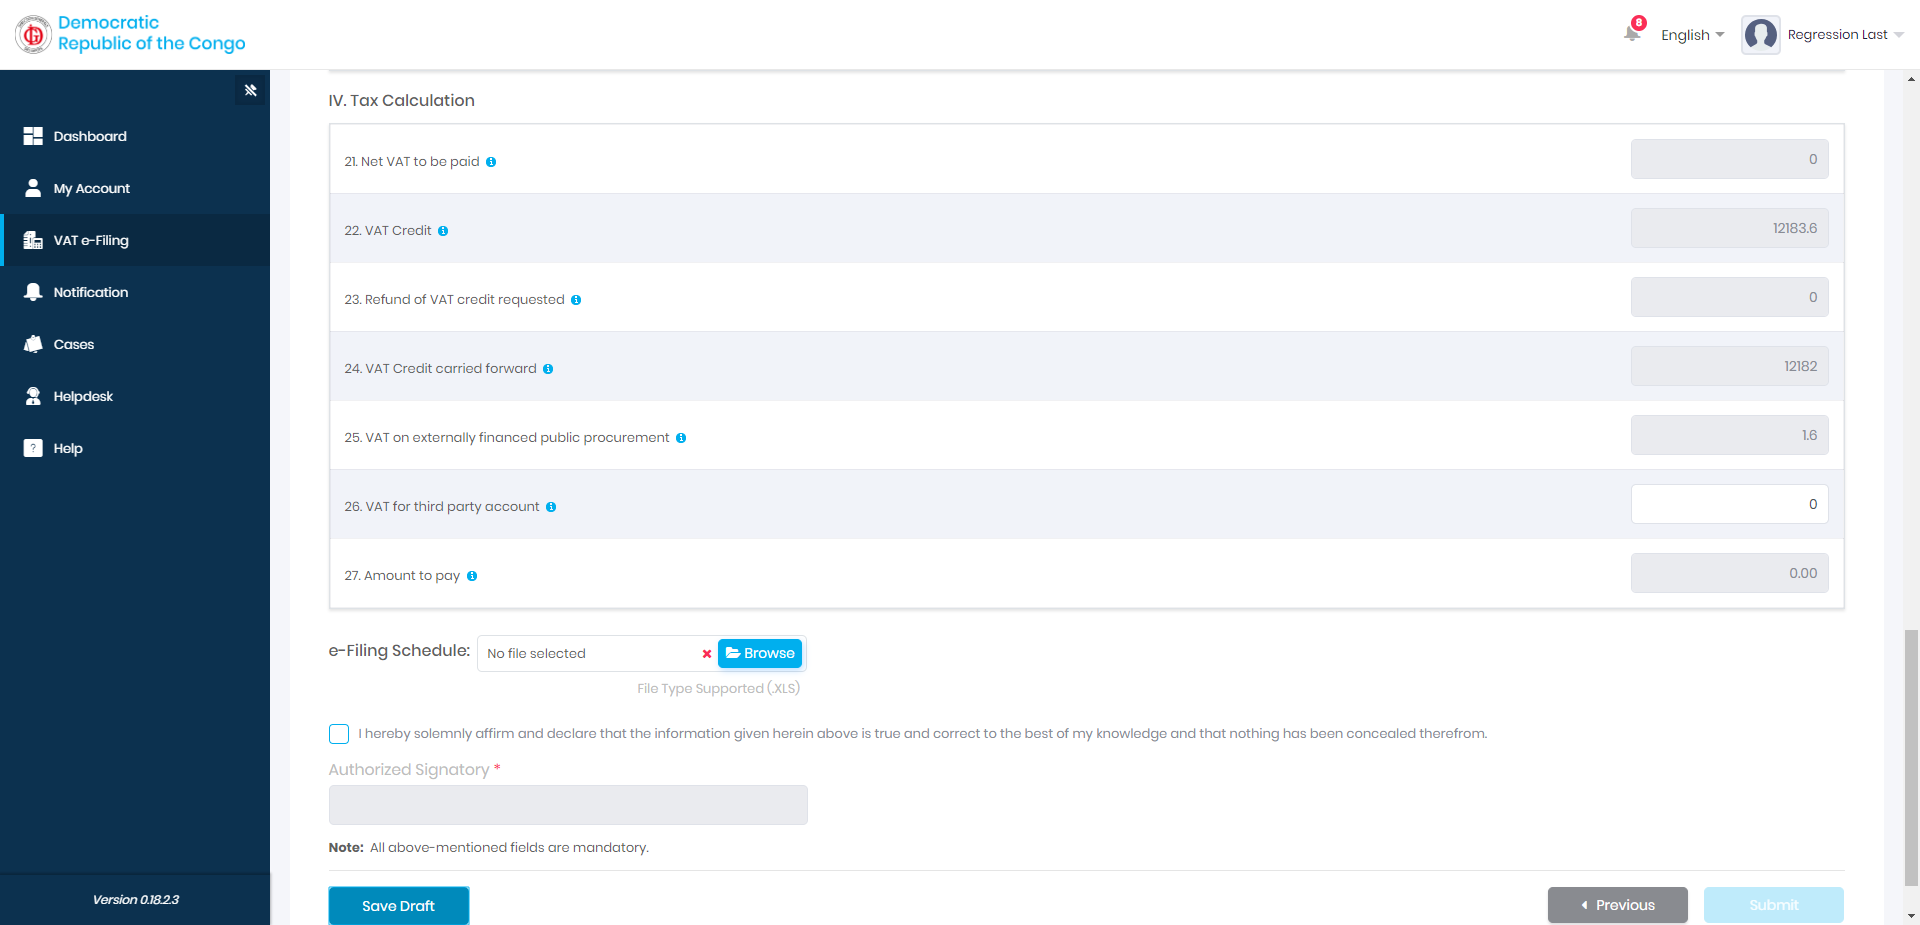 Democratic
Republic of the Congo
8
English
Regression Last
Dashboard
My Account
VAT e-Filing
Notification
Cases
Helpdesk
Help
Version 0.18.2.3
IV. Tax Calculation
21. Net VAT to be paid
0
22. VAT Credit
12183.6
23. Refund of VAT credit requested
0
24. VAT Credit carried forward
12182
25. VAT on externally financed public procurement
1.6
26. VAT for third party account
0
27. Amount to pay
0.00
e-Filing Schedule: No file selected Browse
File Type Supported (.XLS)
I hereby solemnly affirm and declare that the information given herein above is true and correct to the best of my knowledge and that nothing has been concealed therefrom.
Authorized Signatory *
Note: All above-mentioned fields are mandatory.
Save Draft
Previous
Submit